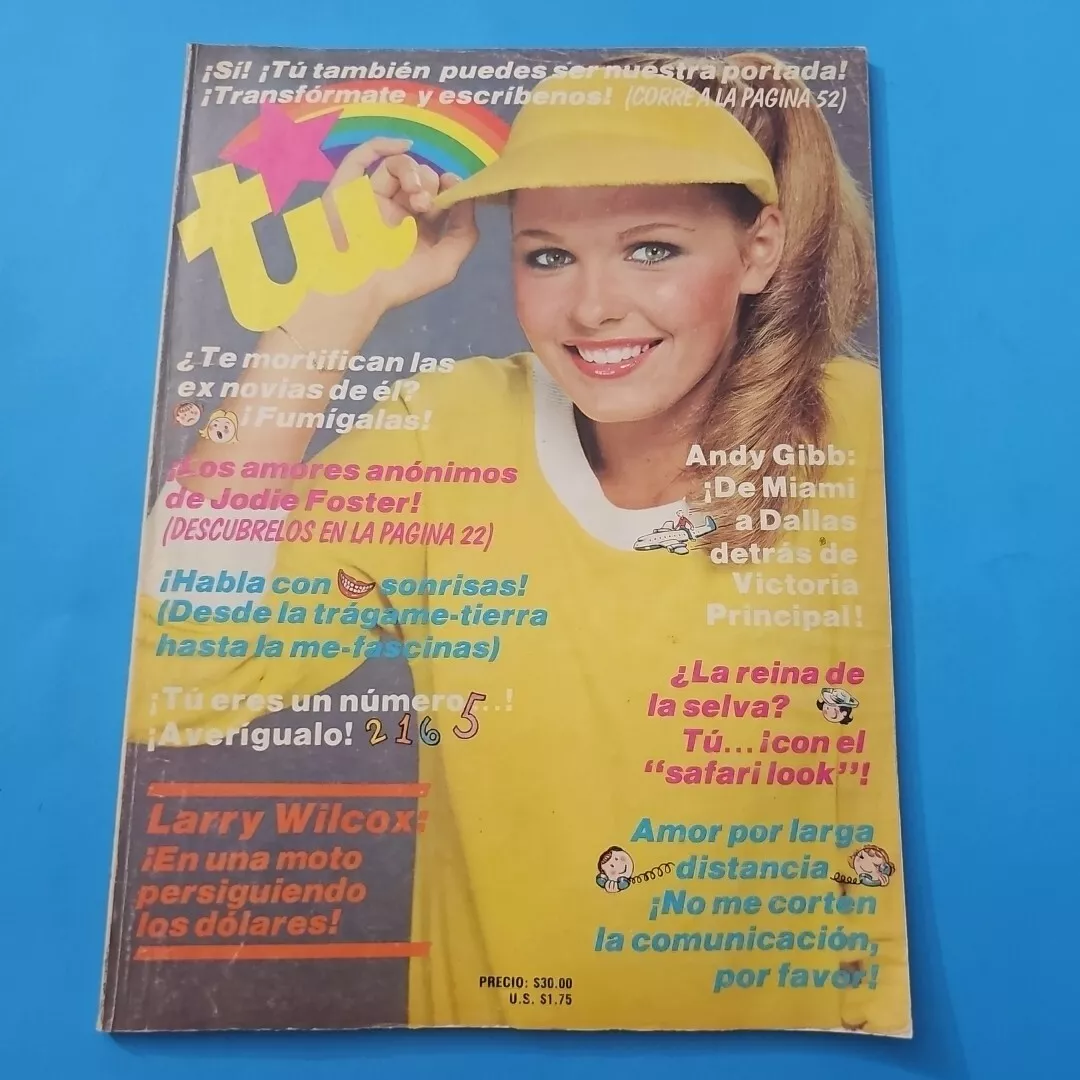 ¡Sí! ¡Tú también puedes ser nuestra portada!
¡Transfórmate y escríbenos! (CORRE A LA PAGINA 52)
tú
¿Te mortifican las
ex novias de él?
¡Fumígalas!
¡Los amores anónimos
de Jodie Foster!
(DESCUBRELOS EN LA PAGINA 22)
¡Habla con sonrisas!
(Desde la trágame-tierra
hasta la me-fascinas)
¡Tú eres un número...!
¡Averígualo! 2 1 6 5
Larry Wilcox:
¡En una moto
persiguiendo
los dólares!
Andy Gibb:
¡De Miami
a Dallas
detrás de
Victoria
Principal!
¿La reina de
la selva?
Tú... ¡con el
"safari look"!
Amor por larga
distancia
¡No me corten
la comunicación,
por favor!
PRECIO: $30.00
U.S. $1.75